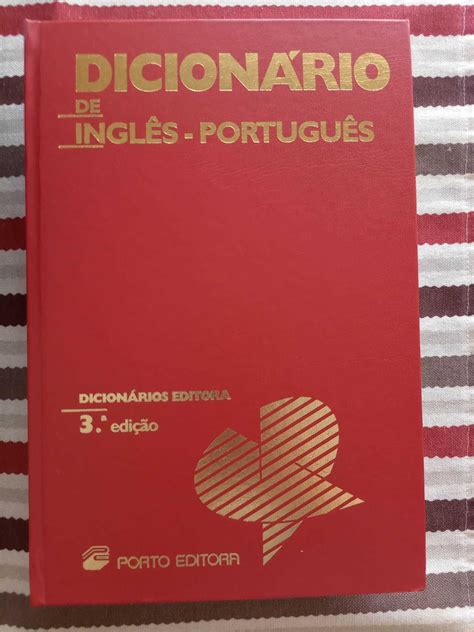 DICIONÁRIO
DE
INGLÊS - PORTUGUÊS
DICIONÁRIOS EDITORA
3.ª edição
PORTO EDITORA